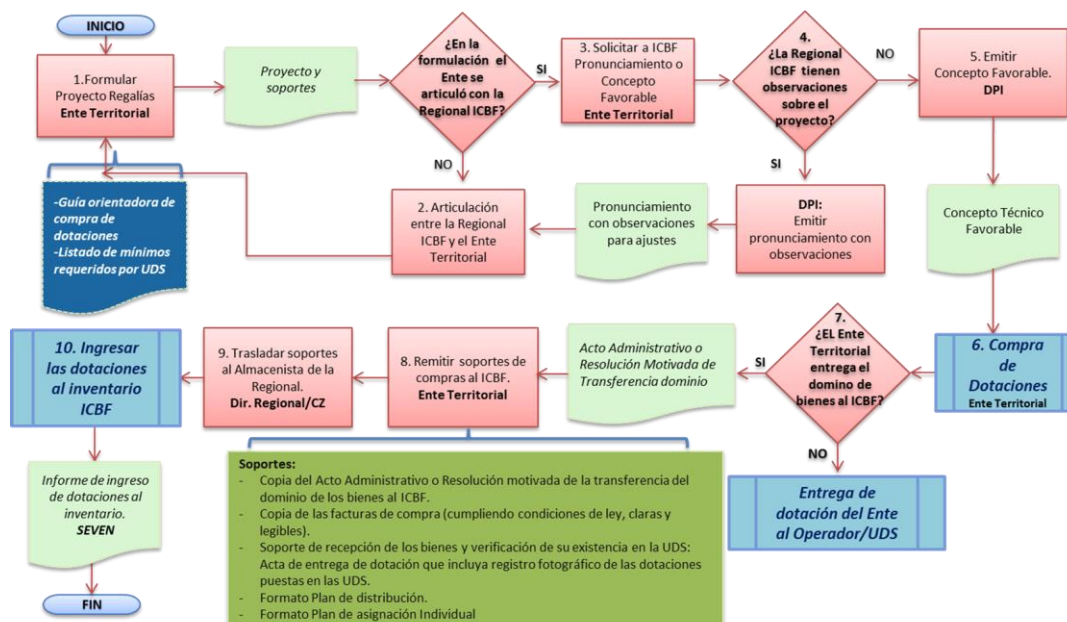 INICIO
1.Formular
Proyecto Regalías
Ente Territorial
Proyecto y
soportes
¿En la
formulación el
Ente se
articuló con la
Regional ICBF?
SI
NO
3. Solicitar a ICBF
Pronunciamiento o
Concepto
Favorable
Ente Territorial
4.
¿La Regional
ICBF tienen
observaciones
sobre el
proyecto?
NO
SI
5. Emitir
Concepto Favorable.
DPI
-Guía orientadora de
compra de
dotaciones
-Listado de mínimos
requeridos por UDS
2. Articulación
entre la Regional
ICBF y el Ente
Territorial
Pronunciamiento
con observaciones
para ajustes
DPI:
Emitir
pronunciamiento con
observaciones
Concepto Técnico
Favorable
6. Compra
de
Dotaciones
Ente Territorial
7.
¿EL Ente
Territorial
entrega el
domino de
bienes al ICBF?
SI
NO
Acto Administrativo o
Resolución Motivada de
Transferencia dominio
8. Remitir soportes de
compras al ICBF.
Ente Territorial
9. Trasladar soportes
al Almacenista de la
Regional.
Dir. Regional/CZ
10. Ingresar
las dotaciones
al inventario
ICBF
Entrega de
dotación del Ente
al Operador/UDS
Informe de ingreso
de dotaciones al
inventario.
SEVEN
FIN
Soportes:
- Copia del Acto Administrativo o Resolución motivada de la transferencia del
dominio de los bienes al ICBF.
- Copia de las facturas de compra (cumpliendo condiciones de ley, claras y
legibles).
- Soporte de recepción de los bienes y verificación de su existencia en la UDS:
Acta de entrega de dotación que incluya registro fotográfico de las dotaciones
puestas en las UDS.
- Formato Plan de distribución.
- Formato Plan de asignación Individual